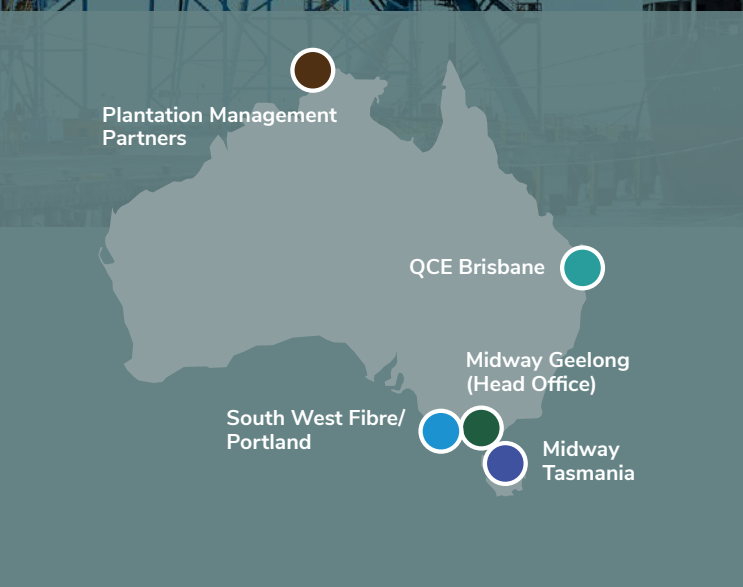 Plantation Management
Partners
QCE Brisbane
Midway Geelong
(Head Office)
South West Fibre/
Portland
Midway
Tasmania